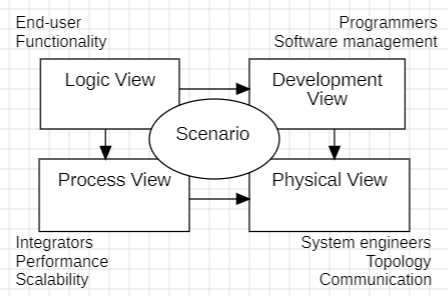 End-user
Functionality
Programmers
Software management
Logic View
Development
View
Scenario
Process View
Physical View
Integrators
Performance
Scalability
System engineers
Topology
Communication